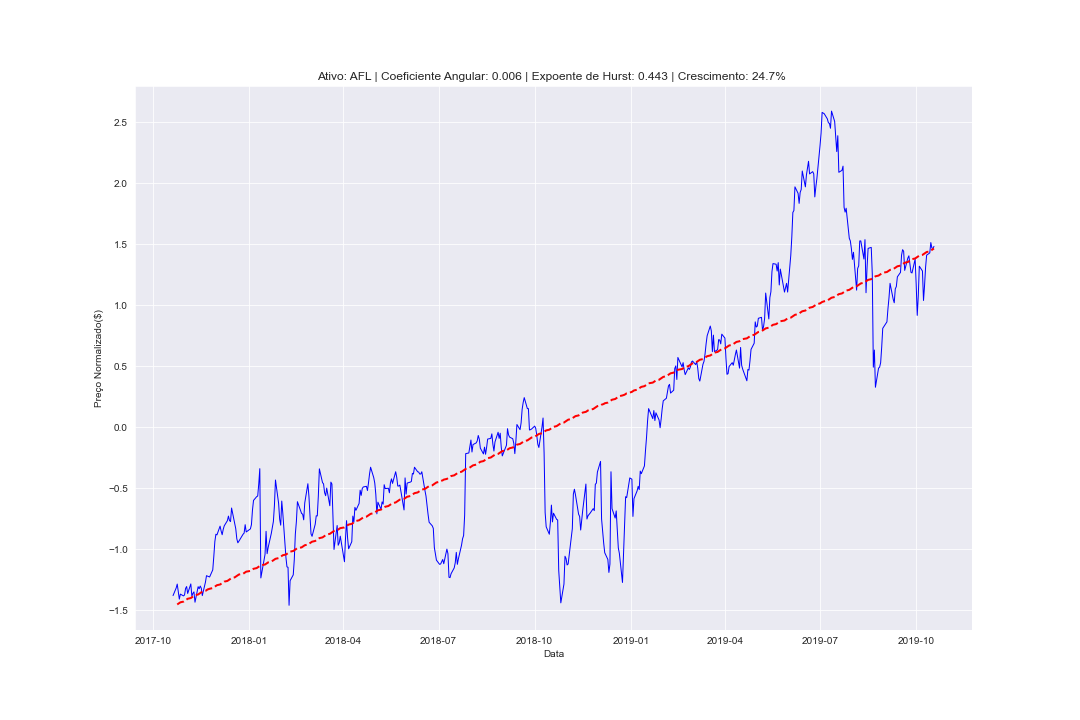 Ativo: AFL | Coeficiente Angular: 0.006 | Expoente de Hurst: 0.443 | Crescimento: 24.7%
2.5
2.0
1.5
1.0
0.5
0.0
−0.5
−1.0
−1.5
Preço Normalizado($)
2017-10 2018-01 2018-04 2018-07 2018-10 2019-01 2019-04 2019-07 2019-10
Data